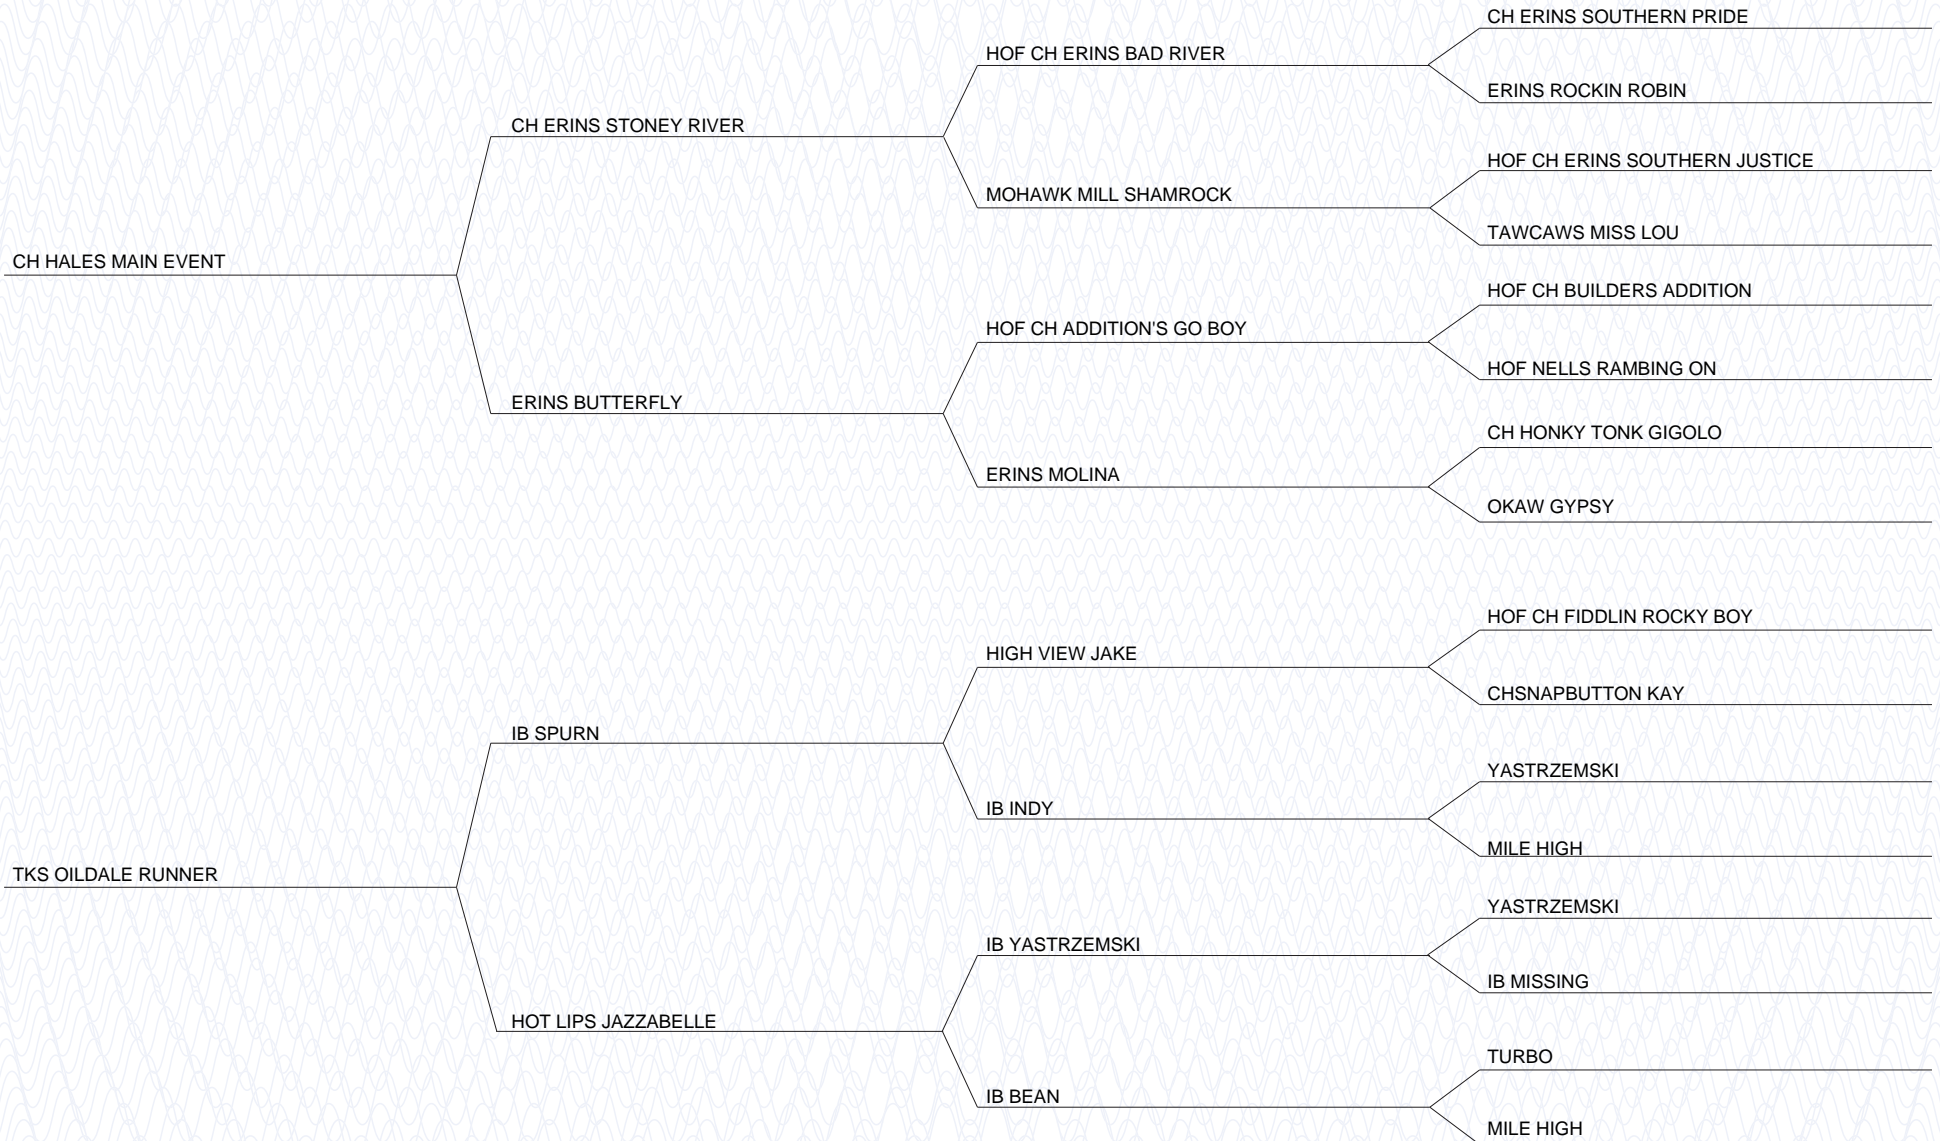 CH ERINS SOUTHERN PRIDE
HOF CH ERINS BAD RIVER
ERINS ROCKIN ROBIN
CH ERINS STONEY RIVER
HOF CH ERINS SOUTHERN JUSTICE
MOHAWK MILL SHAMROCK
TAWCAWS MISS LOU
CH HALES MAIN EVENT
HOF CH BUILDERS ADDITION
HOF CH ADDITION'S GO BOY
HOF NELLS RAMBING ON
ERINS BUTTERFLY
CH HONKY TONK GIGOLO
ERINS MOLINA
OKAW GYPSY
HOF CH FIDDLIN ROCKY BOY
HIGH VIEW JAKE
CHSNAPBUTTON KAY
IB SPURN
YASTRZEMSKI
IB INDY
MILE HIGH
TKS OILDALE RUNNER
YASTRZEMSKI
IB YASTRZEMSKI
IB MISSING
HOT LIPS JAZZABELLE
TURBO
IB BEAN
MILE HIGH